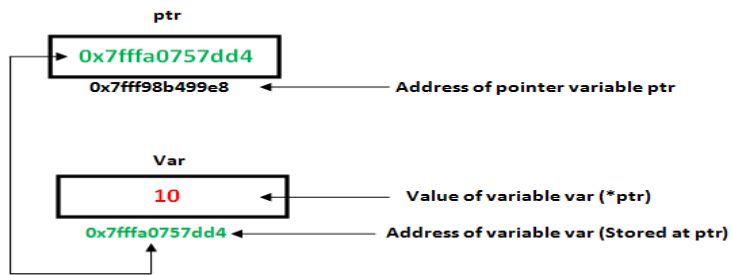 ptr
0x7fffa0757dd4
0x7fff98b499e8 Address of pointer variable ptr
Var
10 Value of variable var (*ptr)
0x7fffa0757dd4 Address of variable var (Stored at ptr)